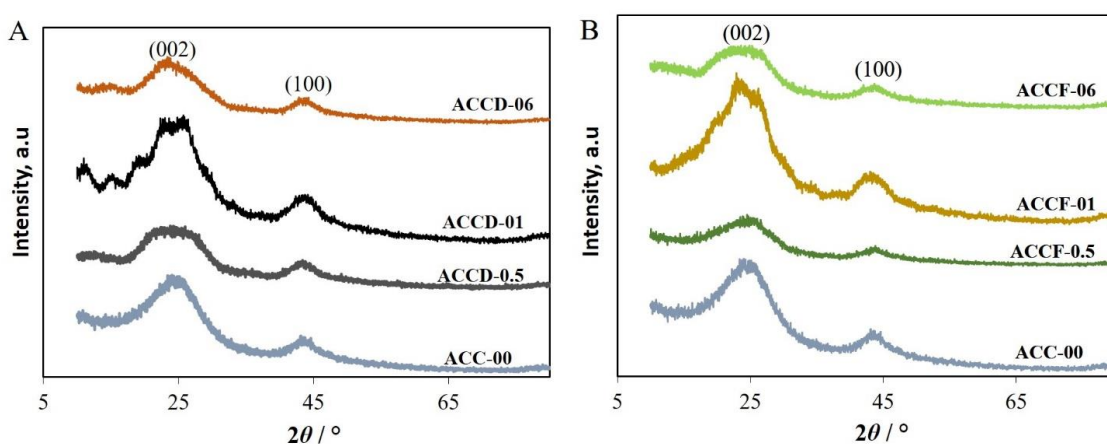 A
(002)
(100)
ACCD-06
ACCD-01
ACCD-0.5
ACC-00
Intensity, a.u
5 25 45 65
2θ / °
B
(002)
(100)
ACCF-06
ACCF-01
ACCF-0.5
ACC-00
Intensity, a.u
5 25 45 65
2θ / °